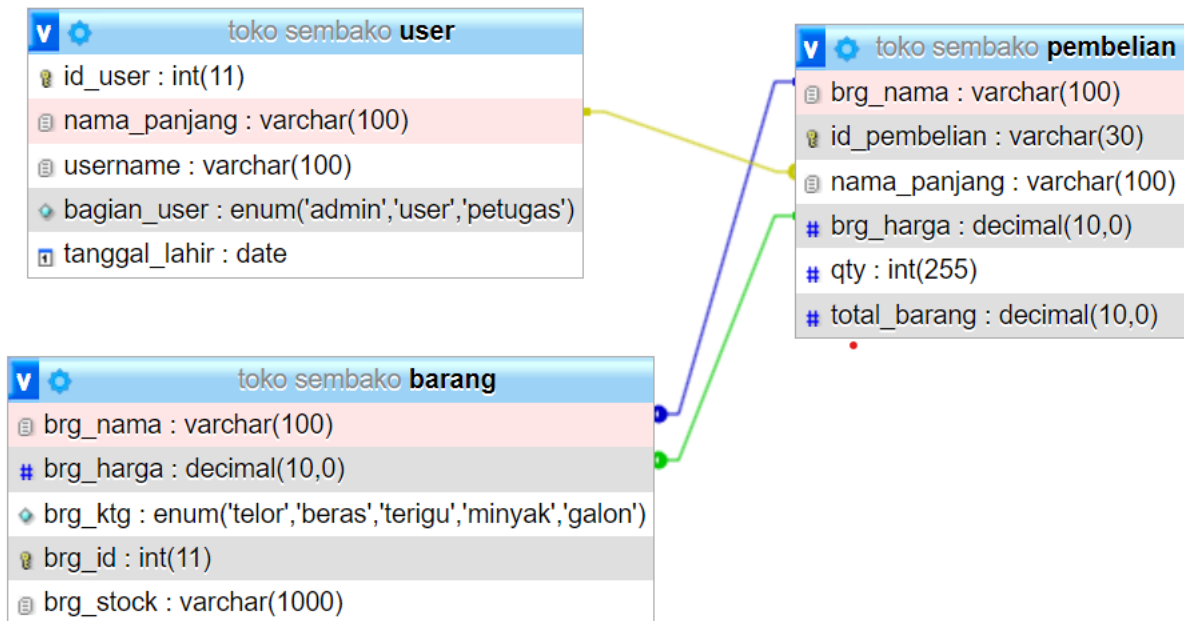 toko sembako user
id_user : int(11)
nama_panjang : varchar(100)
username : varchar(100)
bagian_user : enum('admin','user','petugas')
tanggal_lahir : date
toko sembako pembelian
brg_nama : varchar(100)
id_pembelian : varchar(30)
nama_panjang : varchar(100)
brg_harga : decimal(10,0)
qty : int(255)
total_barang : decimal(10,0)
toko sembako barang
brg_nama : varchar(100)
brg_harga : decimal(10,0)
brg_ktg : enum('telor','beras','terigu','minyak','galon')
brg_id : int(11)
brg_stock : varchar(1000)